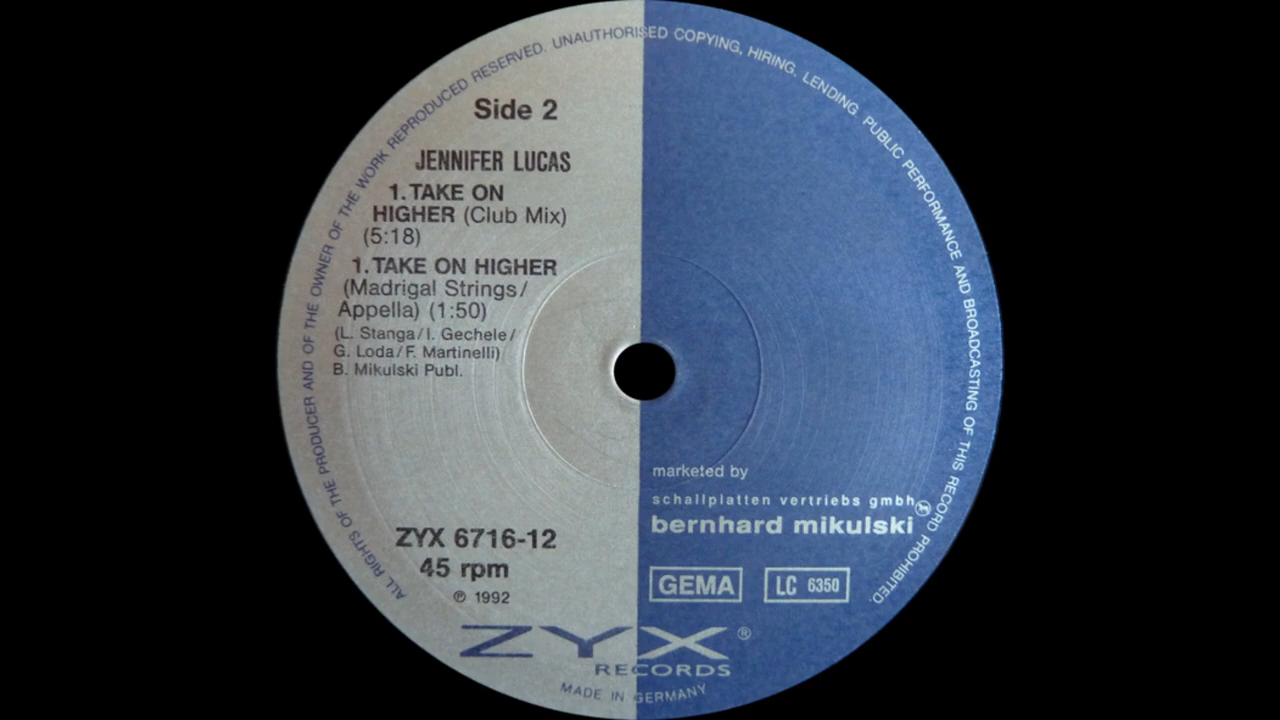 ALL RIGHTS OF THE PRODUCER AND OF THE OWNER OF THE WORK REPRODUCED RESERVED. UNAUTHORISED COPYING, HIRING, LENDING, PUBLIC PERFORMANCE AND BROADCASTING OF THIS RECORD PROHIBITED.
Side 2
JENNIFER LUCAS
1. TAKE ON
HIGHER (Club Mix)
(5:18)
1. TAKE ON HIGHER
(Madrigal Strings/
Appella) (1:50)
(L. Stanga/I. Gechele/
G. Loda/F. Martinelli)
B. Mikulski Publ.
marketed by
schallplatten vertriebs gmbh
bernhard mikulski
ZYX 6716-12
45 rpm
℗ 1992
GEMA
LC 6350
ZYX ®
RECORDS
MADE IN GERMANY